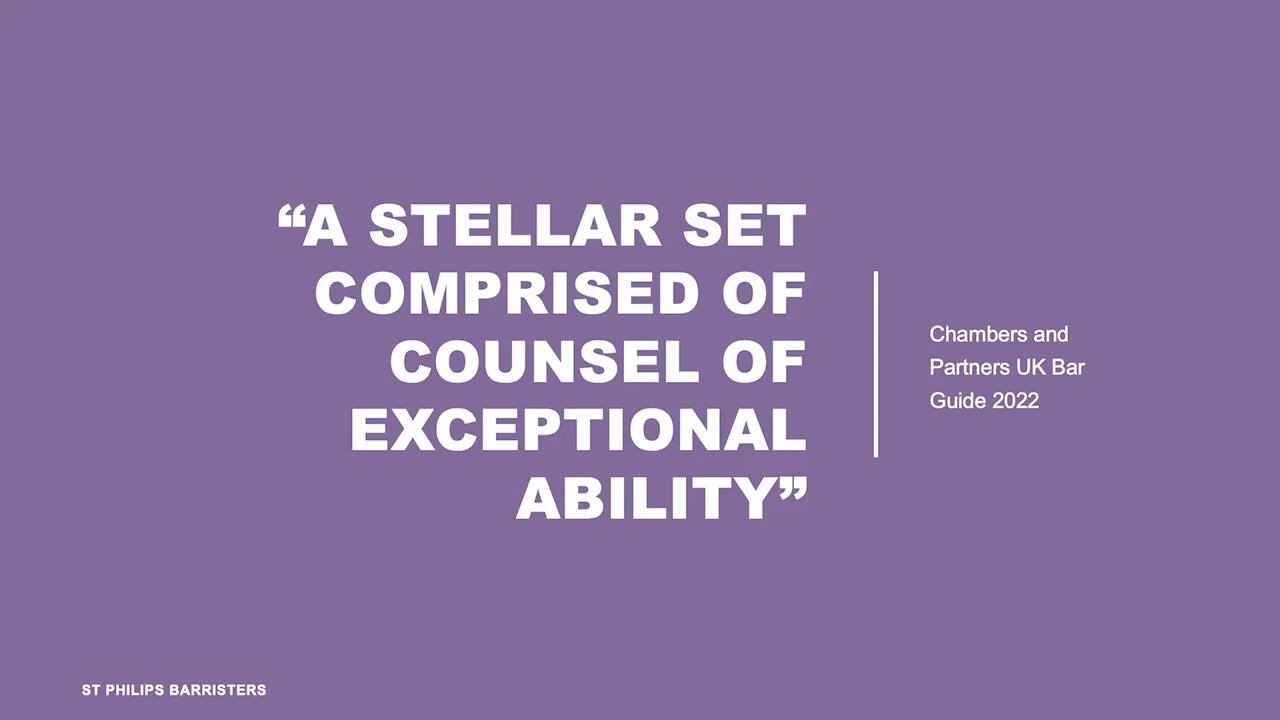 “A STELLAR SET
COMPRISED OF
COUNSEL OF
EXCEPTIONAL
ABILITY”
Chambers and
Partners UK Bar
Guide 2022
ST PHILIPS BARRISTERS